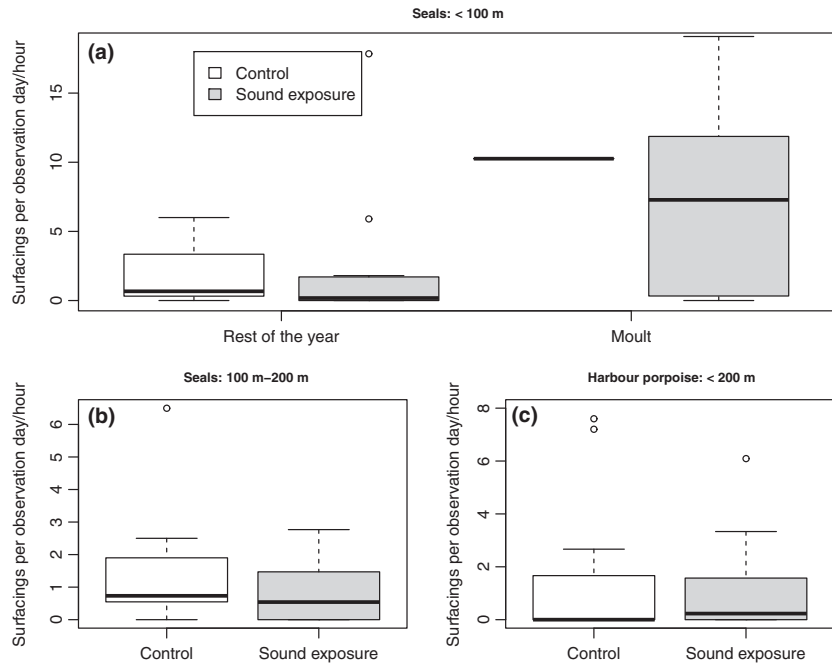 Seals: < 100 m
(a)
Control
Sound exposure
Surfacings per observation day/hour
15
10
5
0
Rest of the year
Moult
Seals: 100 m–200 m
(b)
Surfacings per observation day/hour
6
5
4
3
2
1
0
Control
Sound exposure
Harbour porpoise: < 200 m
(c)
Surfacings per observation day/hour
8
6
4
2
0
Control
Sound exposure